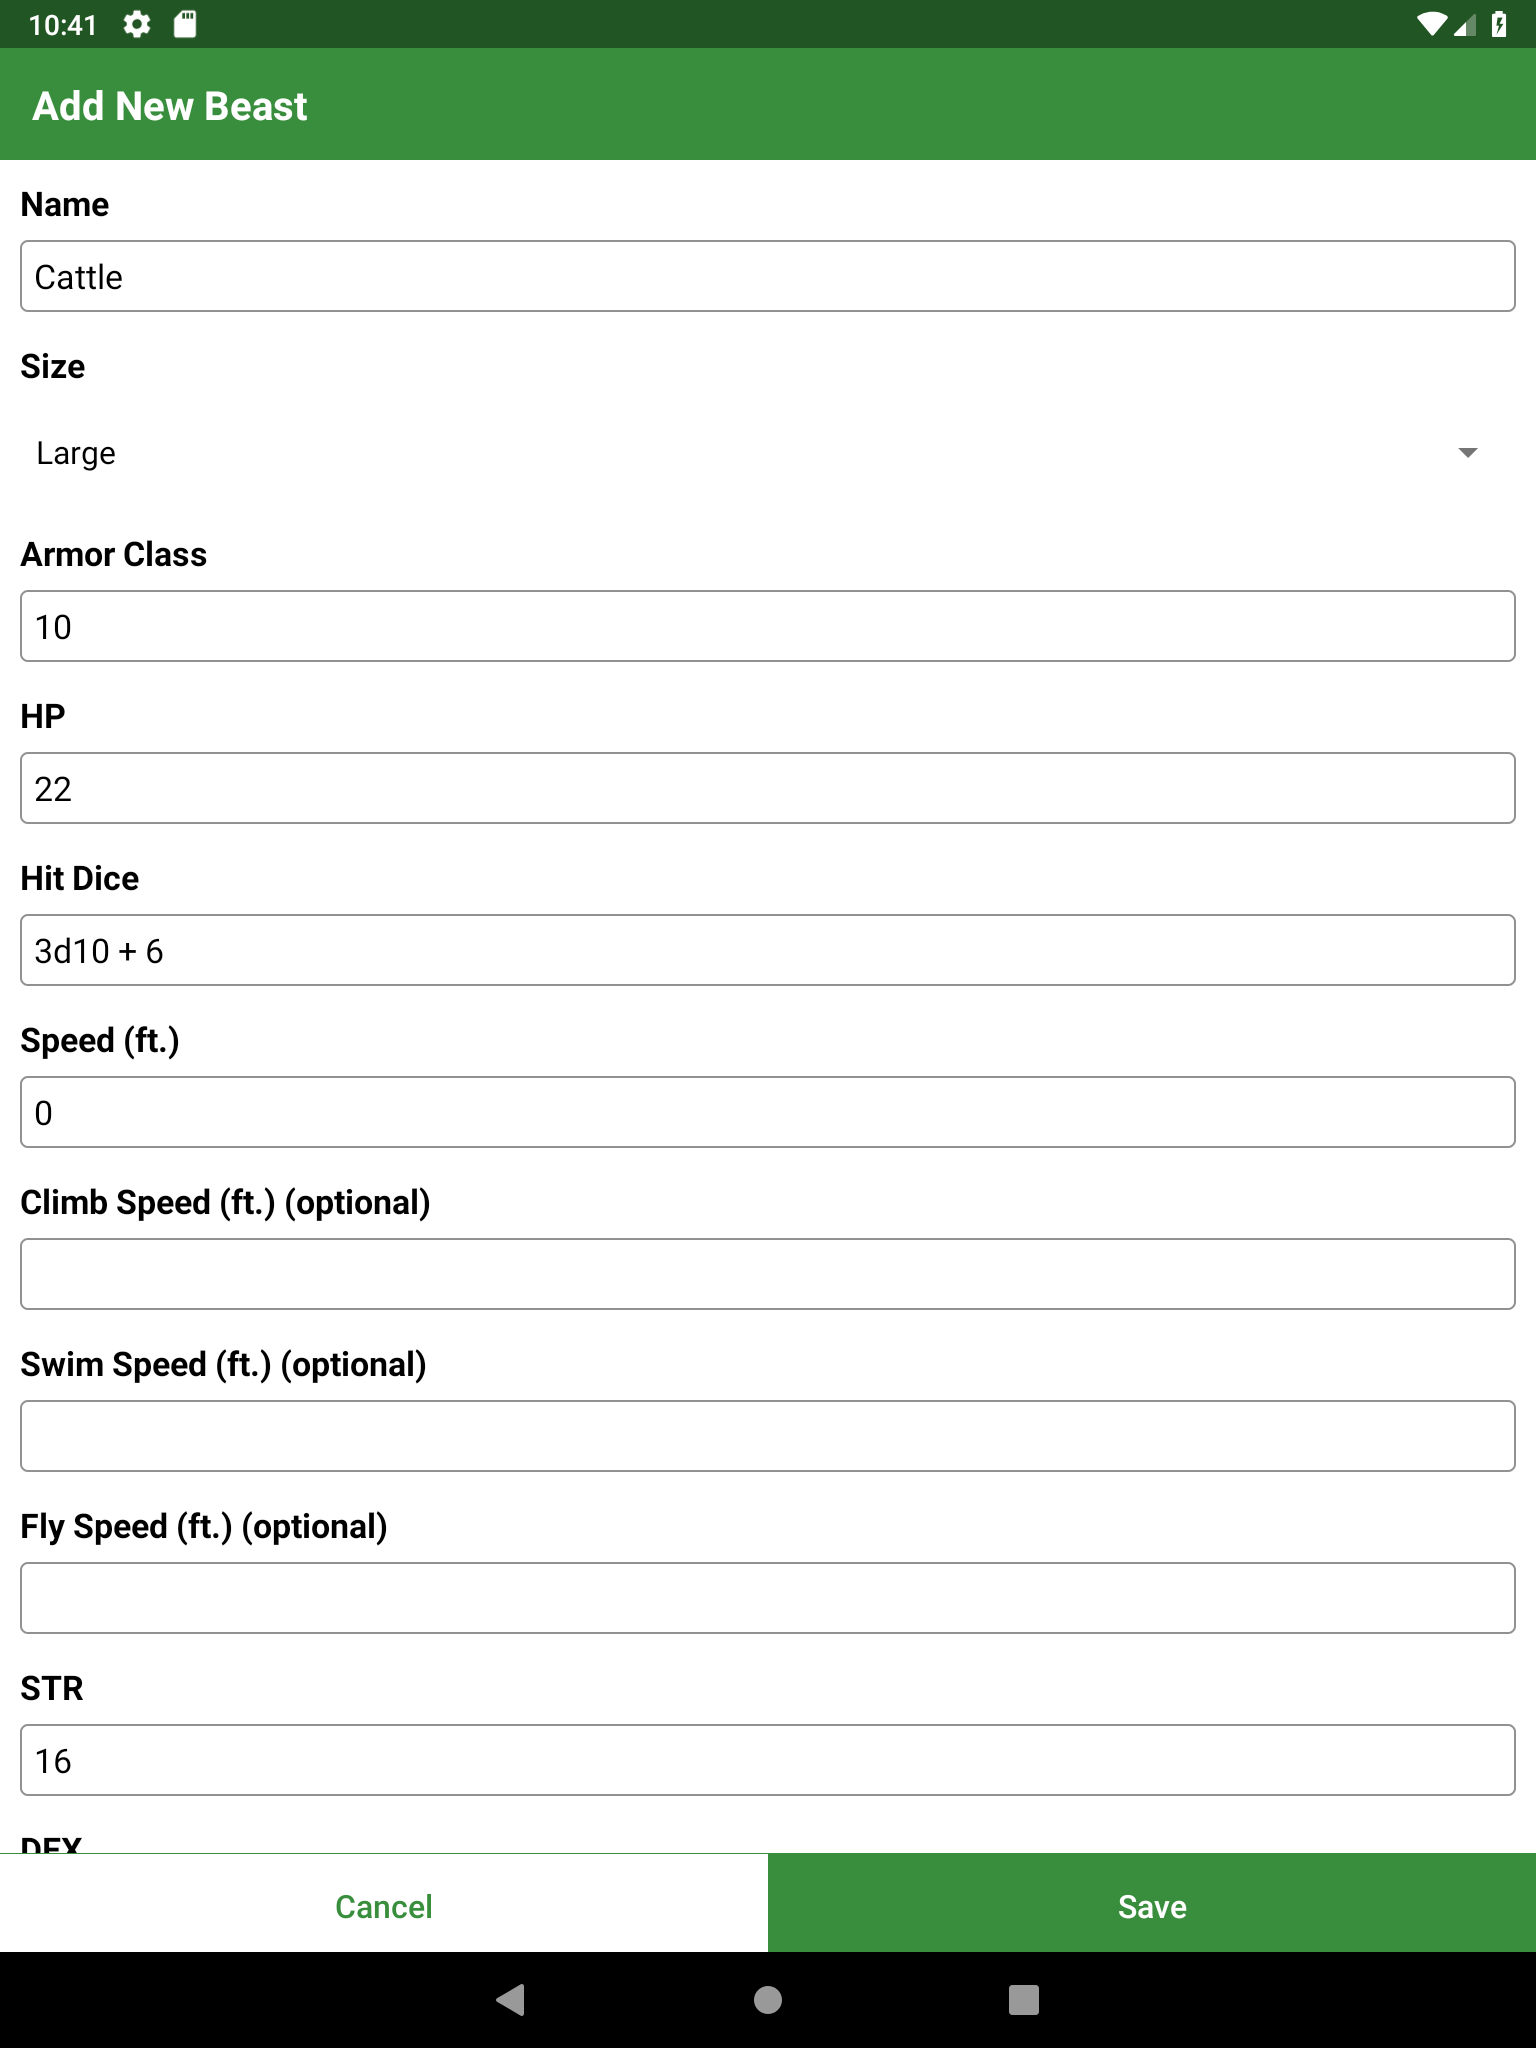 10:41
Add New Beast
Name
Cattle
Size
Large
Armor Class
10
HP
22
Hit Dice
3d10 + 6
Speed (ft.)
0
Climb Speed (ft.) (optional)
Swim Speed (ft.) (optional)
Fly Speed (ft.) (optional)
STR
16
DEX
Cancel
Save